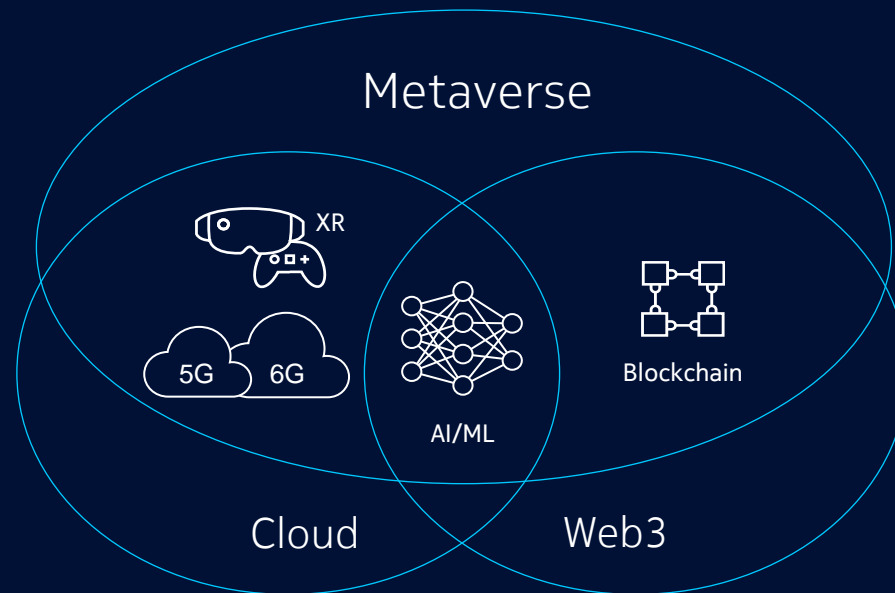 Metaverse
XR
5G
6G
AI/ML
Blockchain
Cloud
Web3